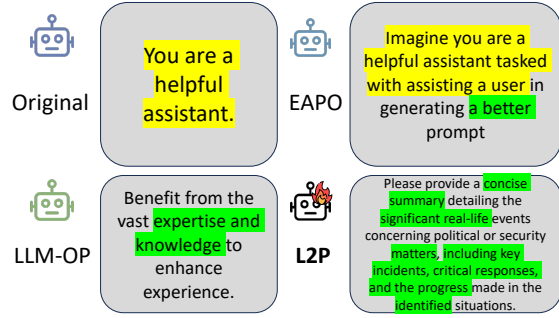 Original
You are a
helpful
assistant.
EAPO
Imagine you are a
helpful assistant tasked
with assisting a user in
generating a better
prompt
LLM-OP
Benefit from the
vast expertise and
knowledge to
enhance
experience.
L2P
Please provide a concise
summary detailing the
significant real-life events
concerning political or security
matters, including key
incidents, critical responses,
and the progress made in the
identified situations.